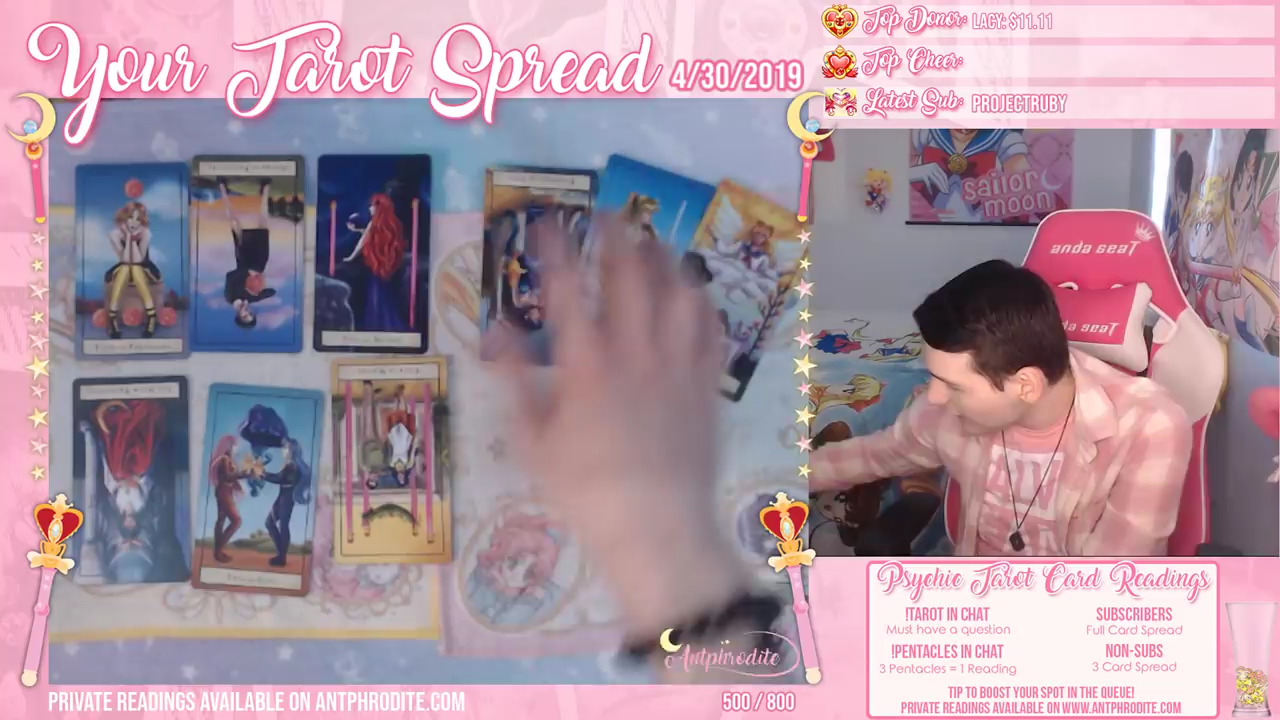 Your Tarot Spread 4/30/2019
Top Donor: LACY: $11.11
Top Cheer:
Latest Sub: PROJECTRUBY
sailor
moon
anda seaT
da seaT
Antphrodite
Psychic Tarot Card Readings
!TAROT IN CHAT
Must have a question
!PENTACLES IN CHAT
3 Pentacles = 1 Reading
SUBSCRIBERS
Full Card Spread
NON-SUBS
3 Card Spread
TIP TO BOOST YOUR SPOT IN THE QUEUE!
PRIVATE READINGS AVAILABLE ON WWW.ANTPHRODITE.COM
PRIVATE READINGS AVAILABLE ON ANTPHRODITE.COM
500 / 800